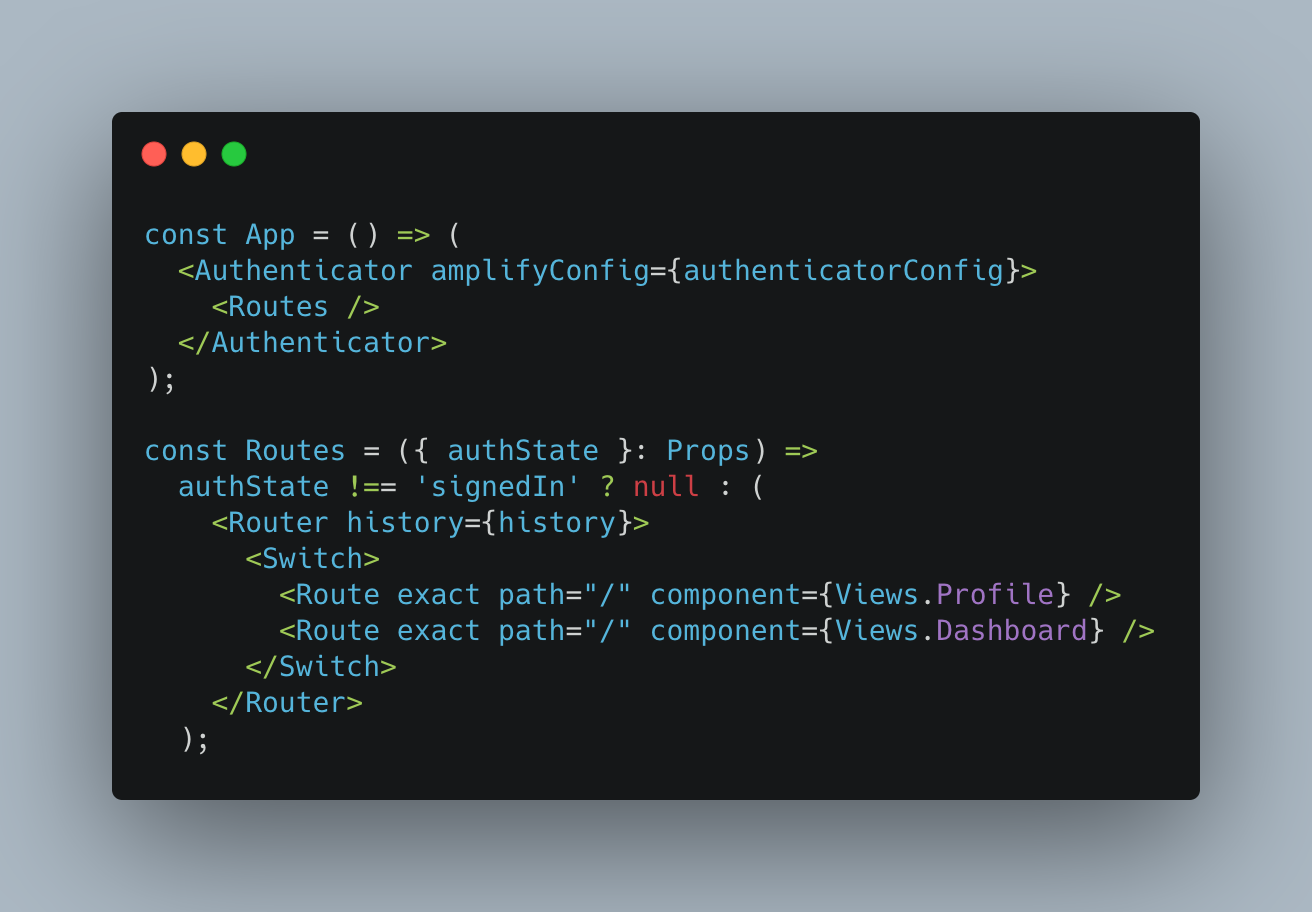 const App = () => (
  <Authenticator amplifyConfig={authenticatorConfig}>
    <Routes />
  </Authenticator>
);

const Routes = ({ authState }: Props) =>
  authState !== 'signedIn' ? null : (
    <Router history={history}>
      <Switch>
        <Route exact path="/" component={Views.Profile} />
        <Route exact path="/" component={Views.Dashboard} />
      </Switch>
    </Router>
  );